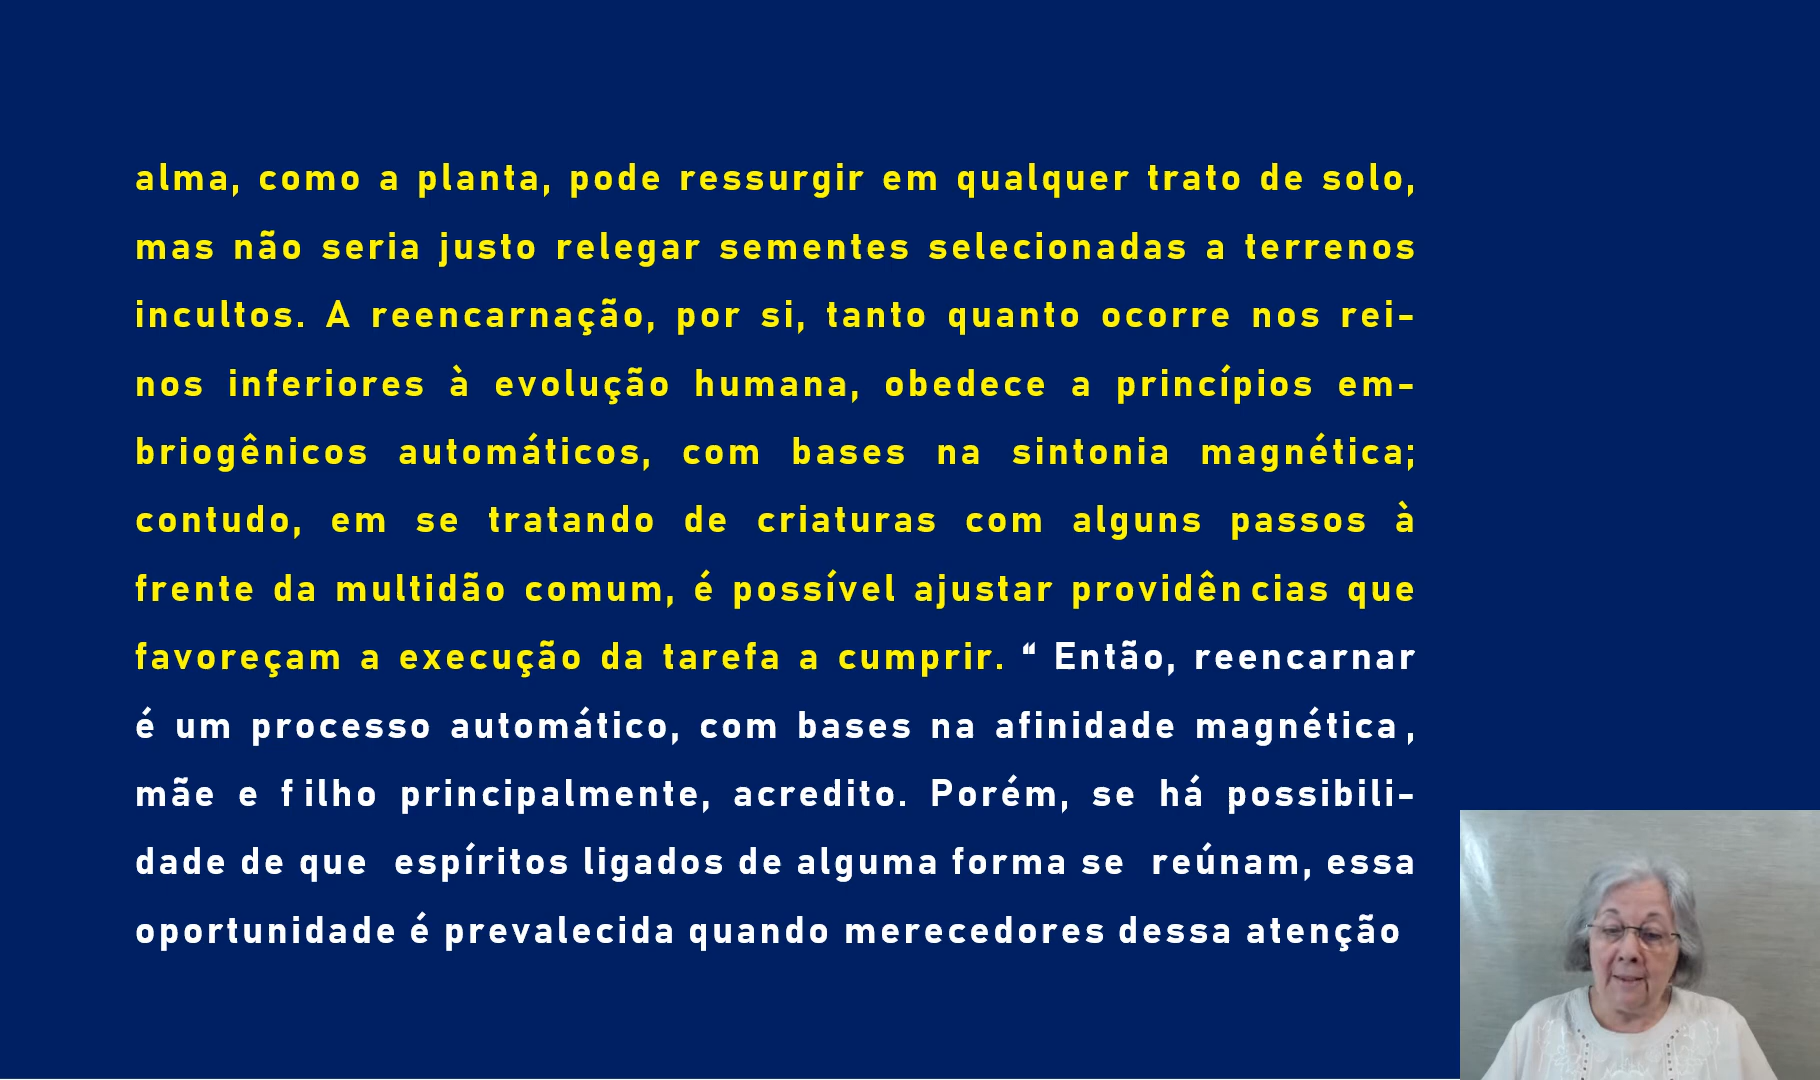 alma, como a planta, pode ressurgir em qualquer trato de solo,
mas não seria justo relegar sementes selecionadas a terrenos
incultos. A reencarnação, por si, tanto quanto ocorre nos rei-
nos inferiores à evolução humana, obedece a princípios em-
briogênicos automáticos, com bases na sintonia magnética;
contudo, em se tratando de criaturas com alguns passos à
frente da multidão comum, é possível ajustar providên cias que
favoreçam a execução da tarefa a cumprir. “ Então, reencarnar
é um processo automático, com bases na afinidade magnética ,
mãe e f ilho principalmente, acredito. Porém, se há possibili-
dade de que espíritos ligados de alguma forma se reúnam, essa
oportunidade é prevalecida quando merecedores dessa atenção